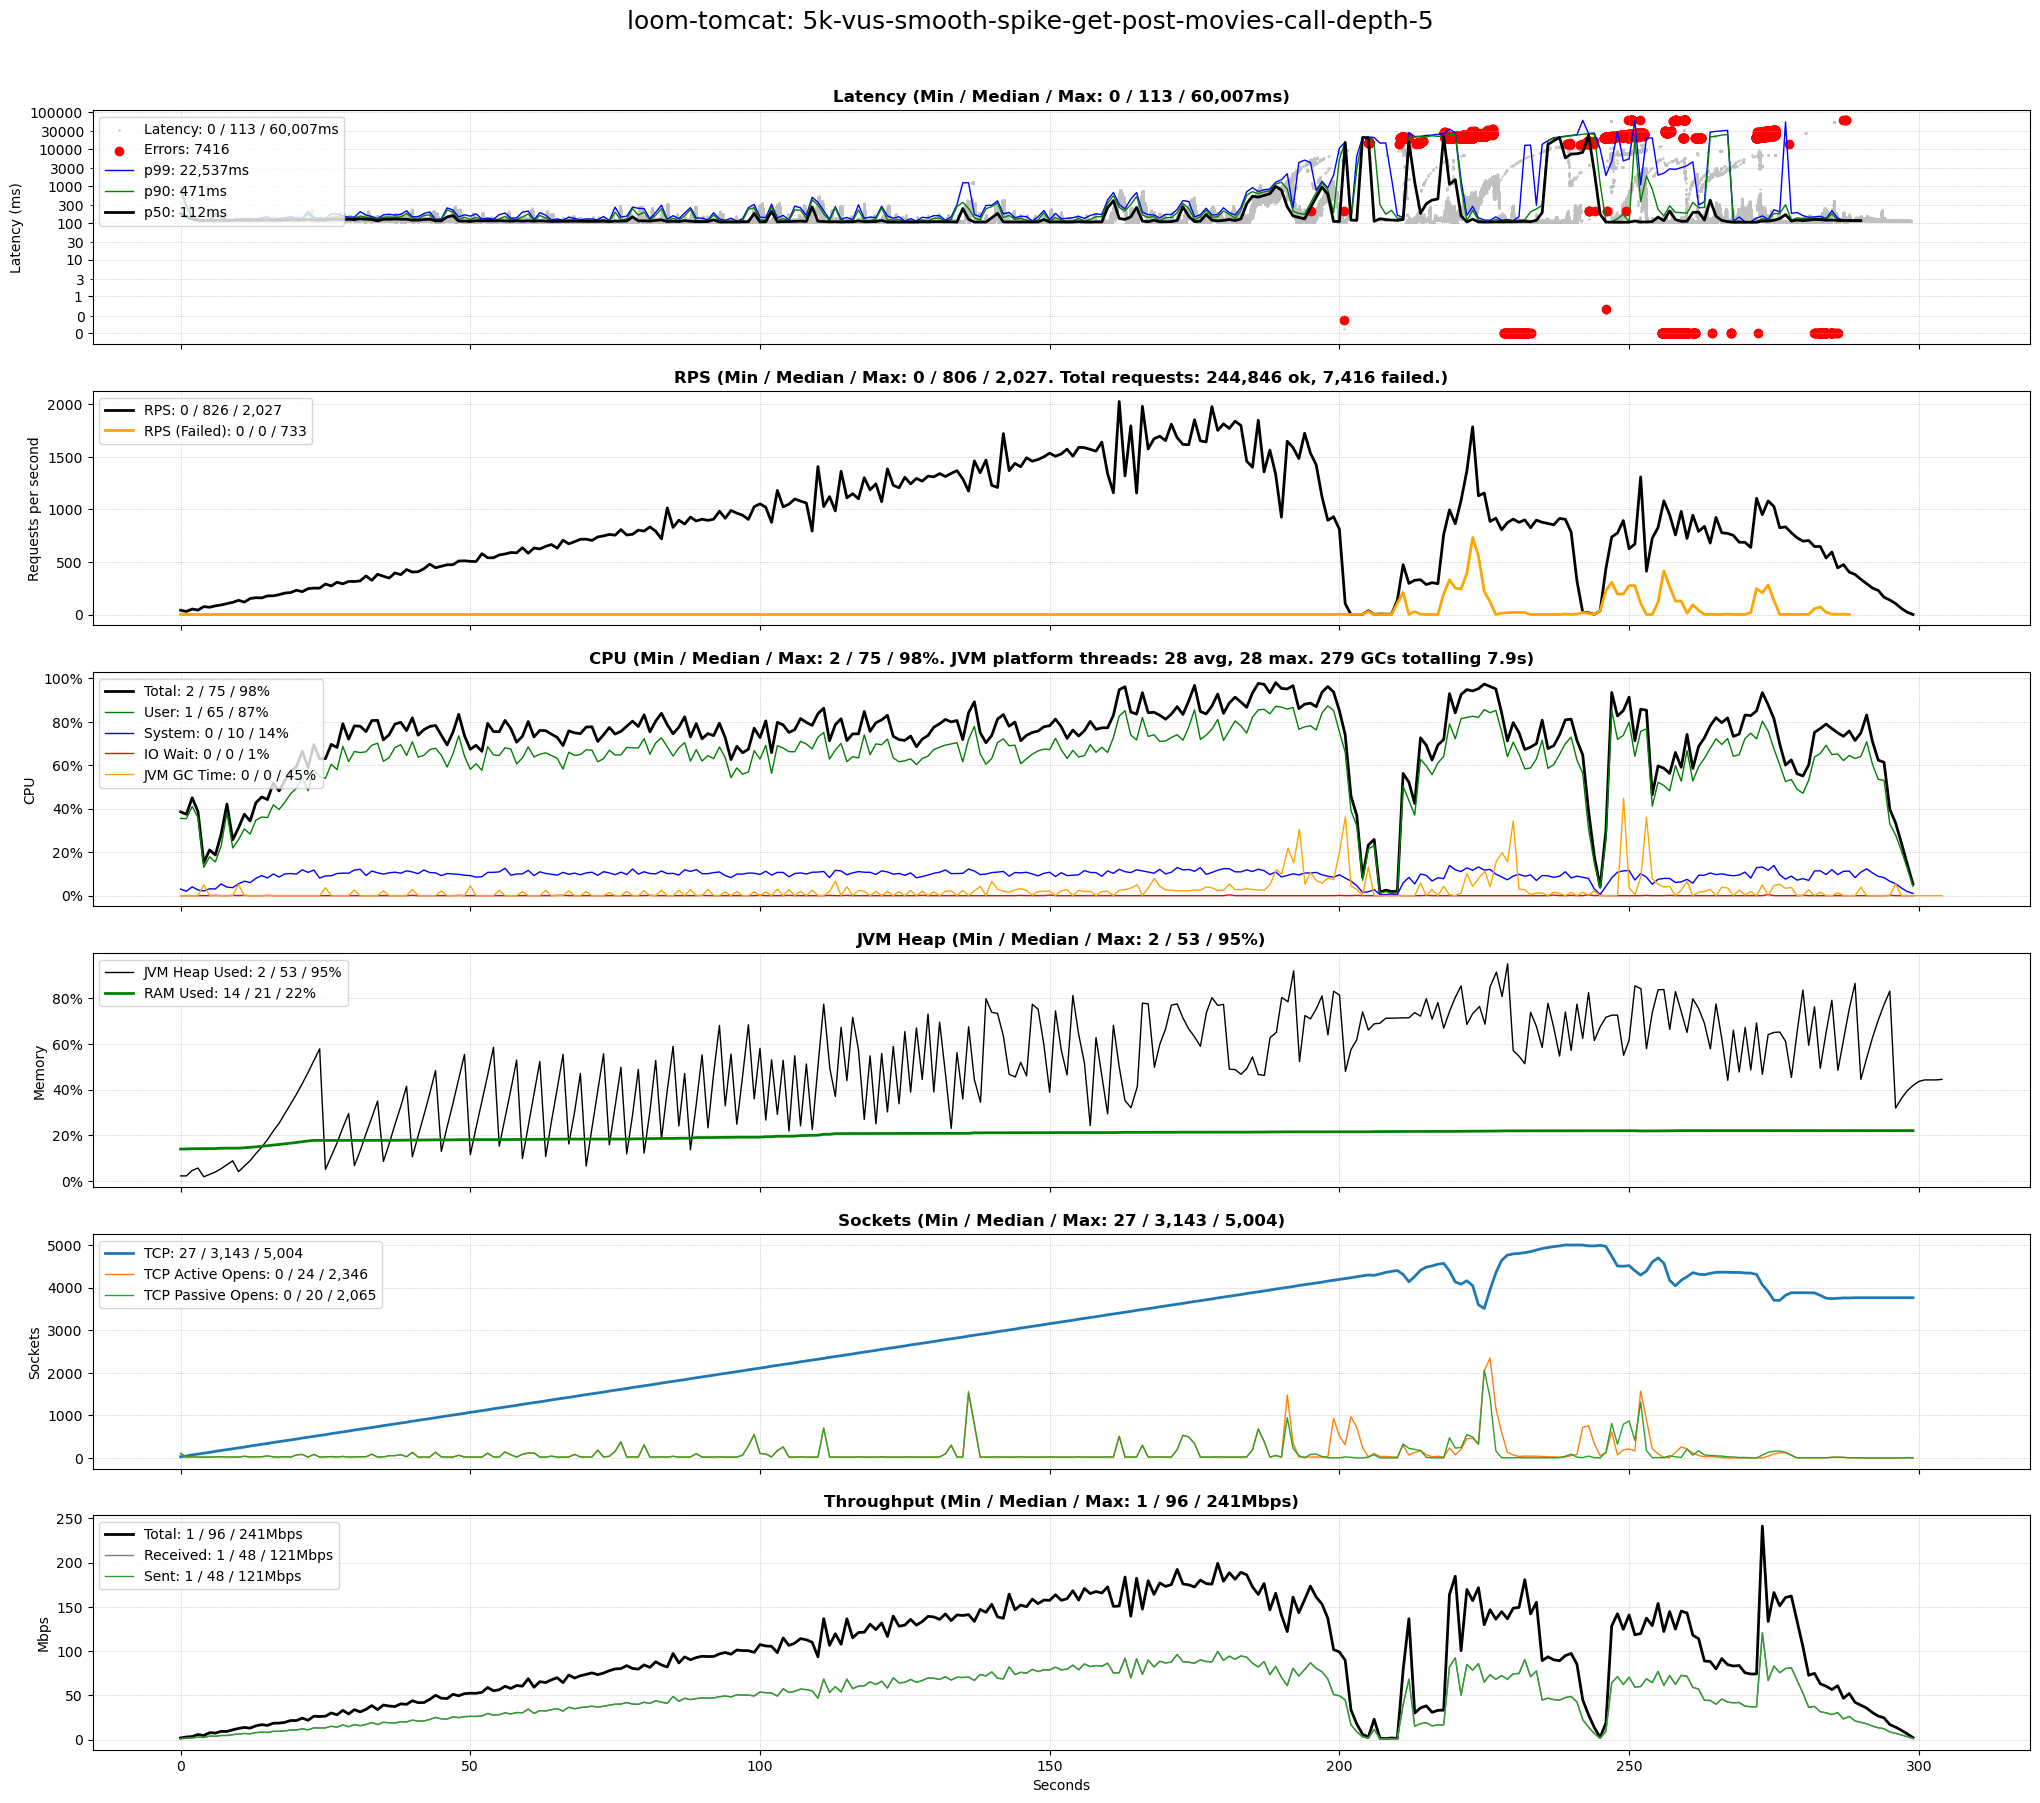 loom-tomcat: 5k-vus-smooth-spike-get-post-movies-call-depth-5
Latency (Min / Median / Max: 0 / 113 / 60,007ms)
Latency (ms)
100000
30000
10000
3000
1000
300
100
30
10
3
1
0
0
Latency: 0 / 113 / 60,007ms
Errors: 7416
p99: 22,537ms
p90: 471ms
p50: 112ms
RPS (Min / Median / Max: 0 / 806 / 2,027. Total requests: 244,846 ok, 7,416 failed.)
Requests per second
2000
1500
1000
500
0
RPS: 0 / 826 / 2,027
RPS (Failed): 0 / 0 / 733
CPU (Min / Median / Max: 2 / 75 / 98%. JVM platform threads: 28 avg, 28 max. 279 GCs totalling 7.9s)
CPU
100%
80%
60%
40%
20%
0%
Total: 2 / 75 / 98%
User: 1 / 65 / 87%
System: 0 / 10 / 14%
IO Wait: 0 / 0 / 1%
JVM GC Time: 0 / 0 / 45%
JVM Heap (Min / Median / Max: 2 / 53 / 95%)
Memory
80%
60%
40%
20%
0%
JVM Heap Used: 2 / 53 / 95%
RAM Used: 14 / 21 / 22%
Sockets (Min / Median / Max: 27 / 3,143 / 5,004)
Sockets
5000
4000
3000
2000
1000
0
TCP: 27 / 3,143 / 5,004
TCP Active Opens: 0 / 24 / 2,346
TCP Passive Opens: 0 / 20 / 2,065
Throughput (Min / Median / Max: 1 / 96 / 241Mbps)
Mbps
250
200
150
100
50
0
Total: 1 / 96 / 241Mbps
Received: 1 / 48 / 121Mbps
Sent: 1 / 48 / 121Mbps
0 50 100 150 200 250 300
Seconds